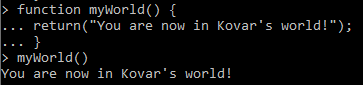 > function myWorld() {
... return("You are now in Kovar's world!");
... }
> myWorld()
You are now in Kovar's world!